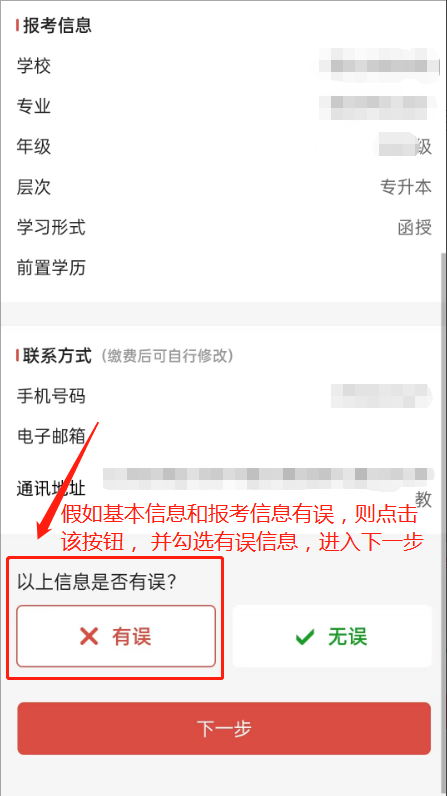 报考信息
学校
专业
年级 级
层次 专升本
学习形式 函授
前置学历
联系方式 (缴费后可自行修改)
手机号码
电子邮箱
通讯地址
教
假如基本信息和报考信息有误，则点击
该按钮，并勾选有误信息，进入下一步
以上信息是否有误?
有误 无误
下一步